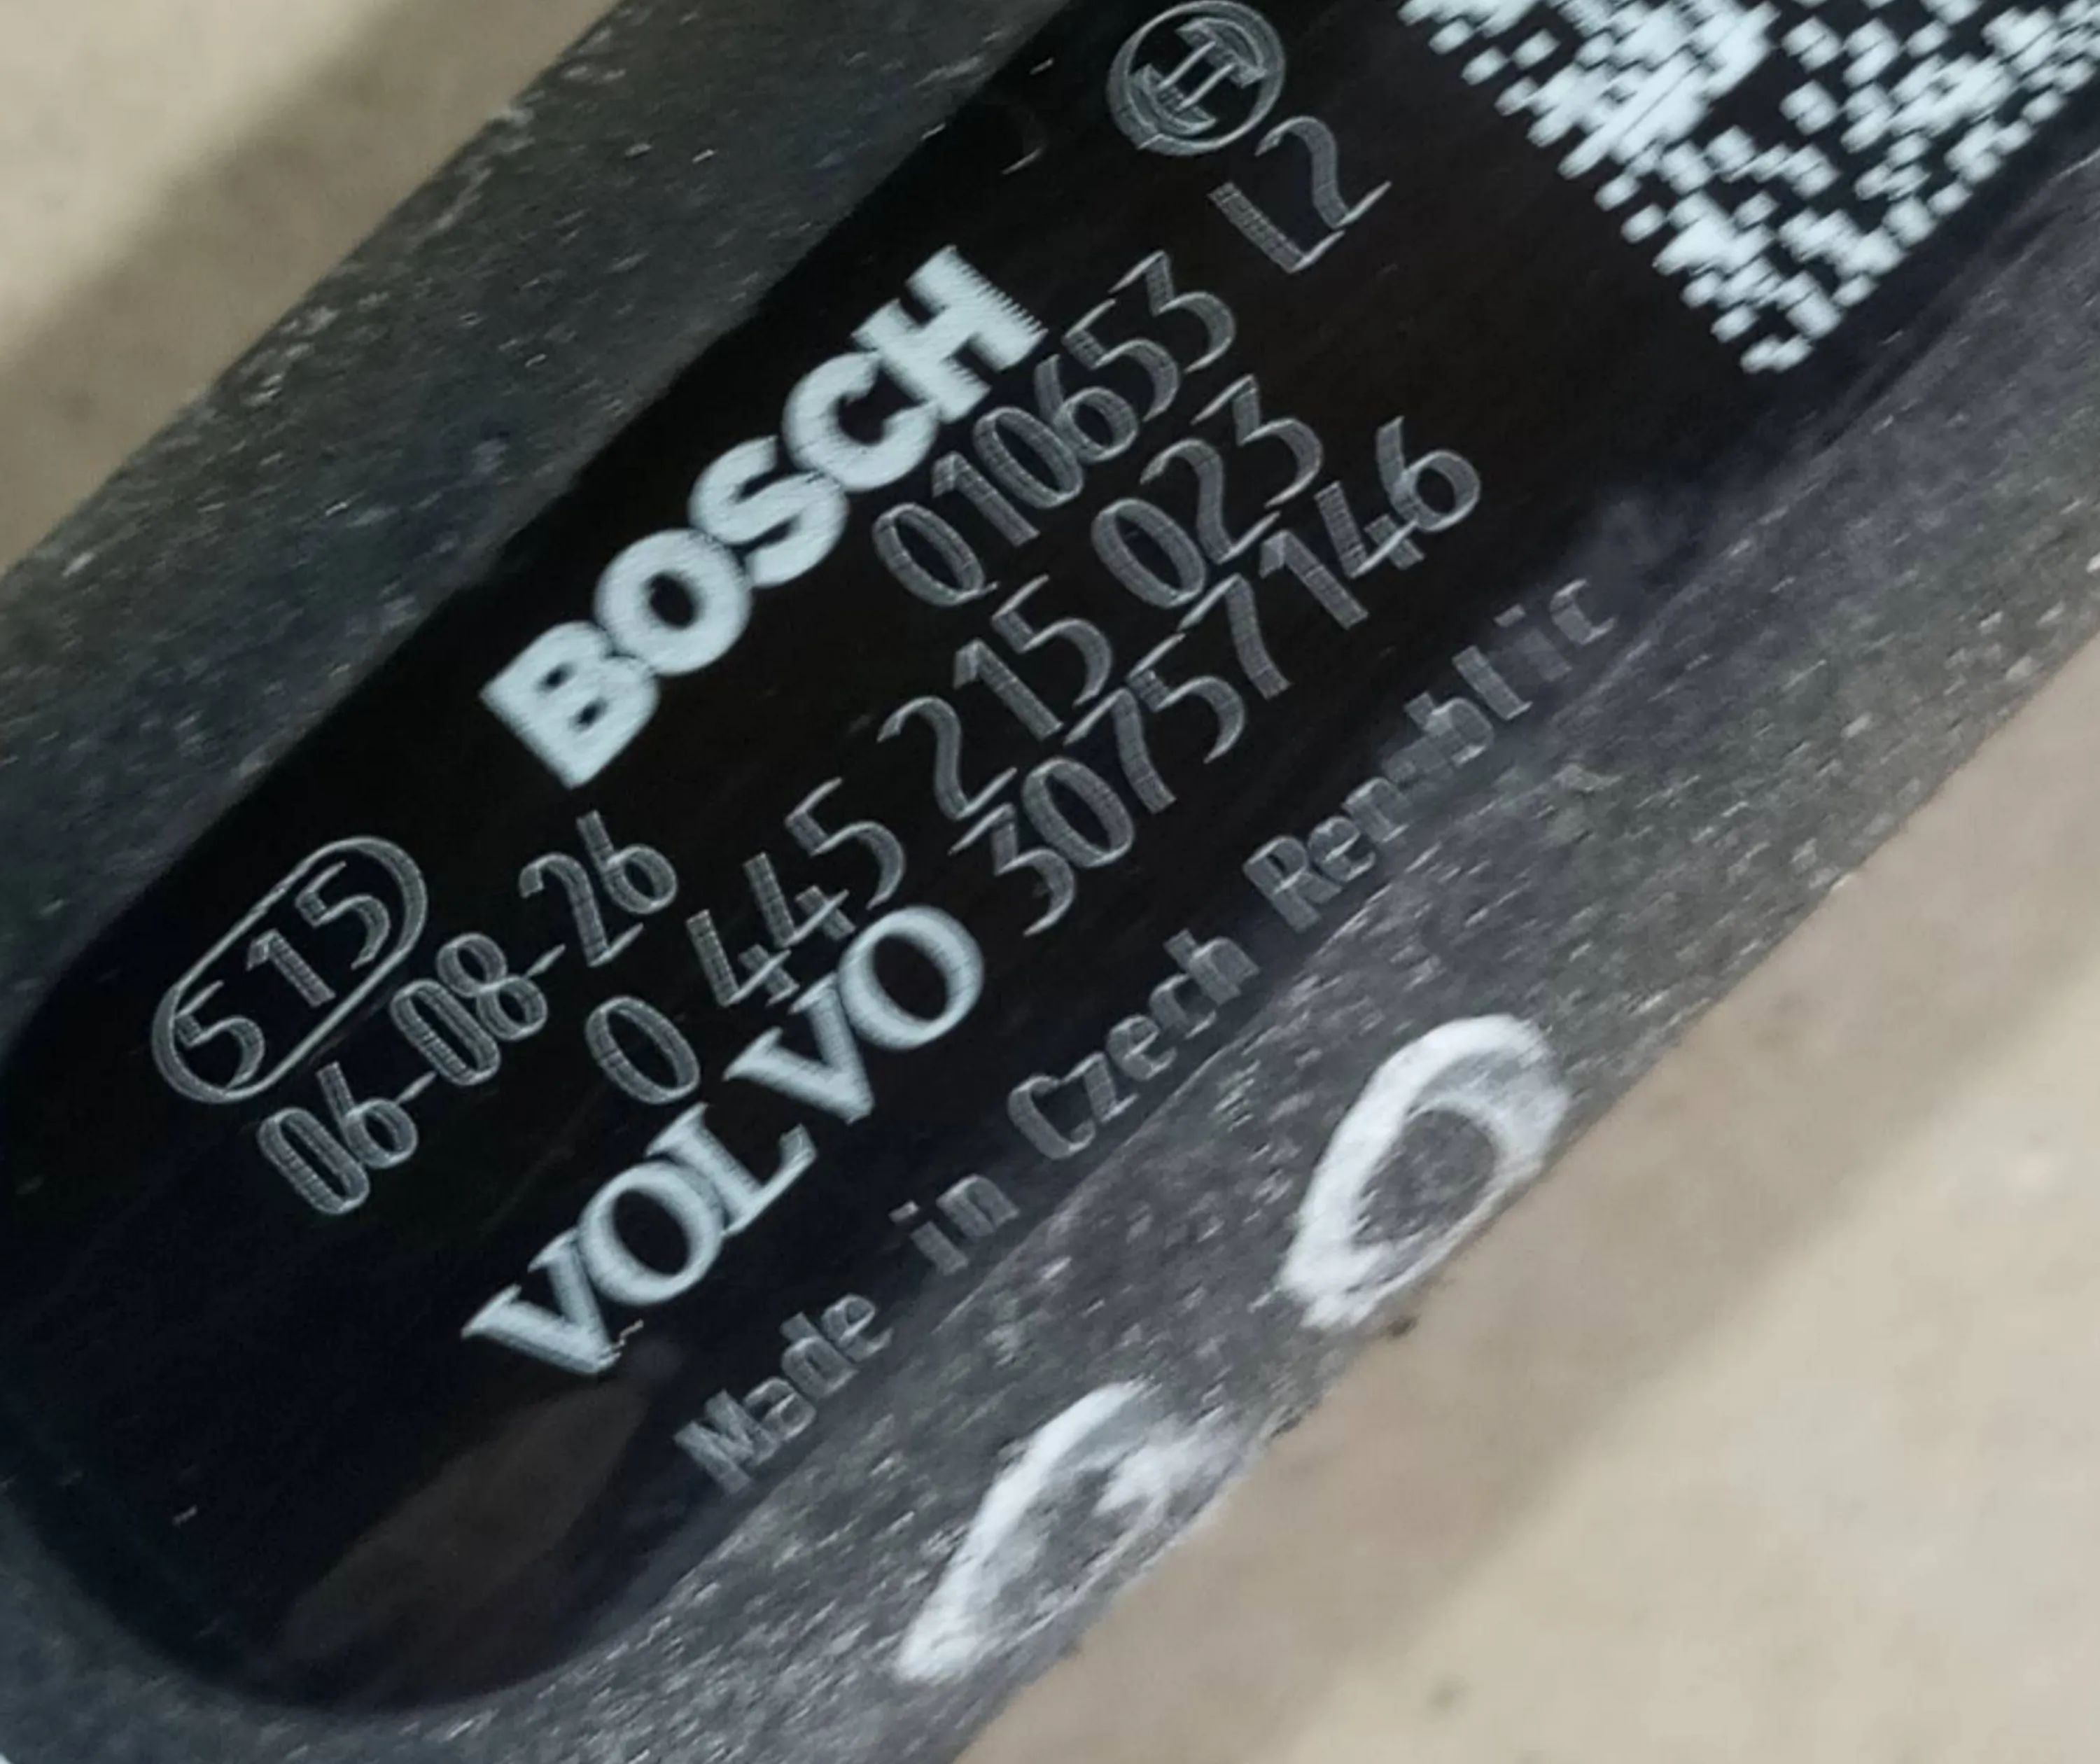 515 BOSCH
06-08-26 010653 L2
0 445 215 023
VOLVO 30757146
Made in Czech Republic